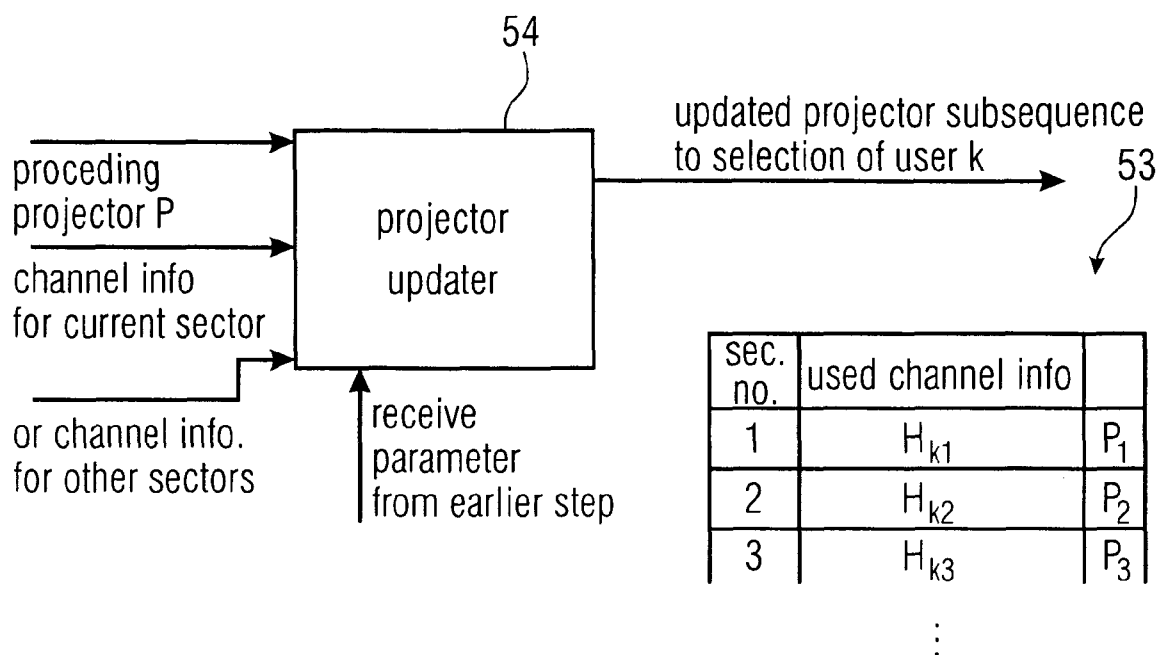 54
proceding
projector P
channel info
for current sector
or channel info.
for other sectors
projector
updater
receive
parameter
from earlier step
updated projector subsequence
to selection of user k
53
sec. no. used channel info
1 H_k1 P_1
2 H_k2 P_2
3 H_k3 P_3
⋮